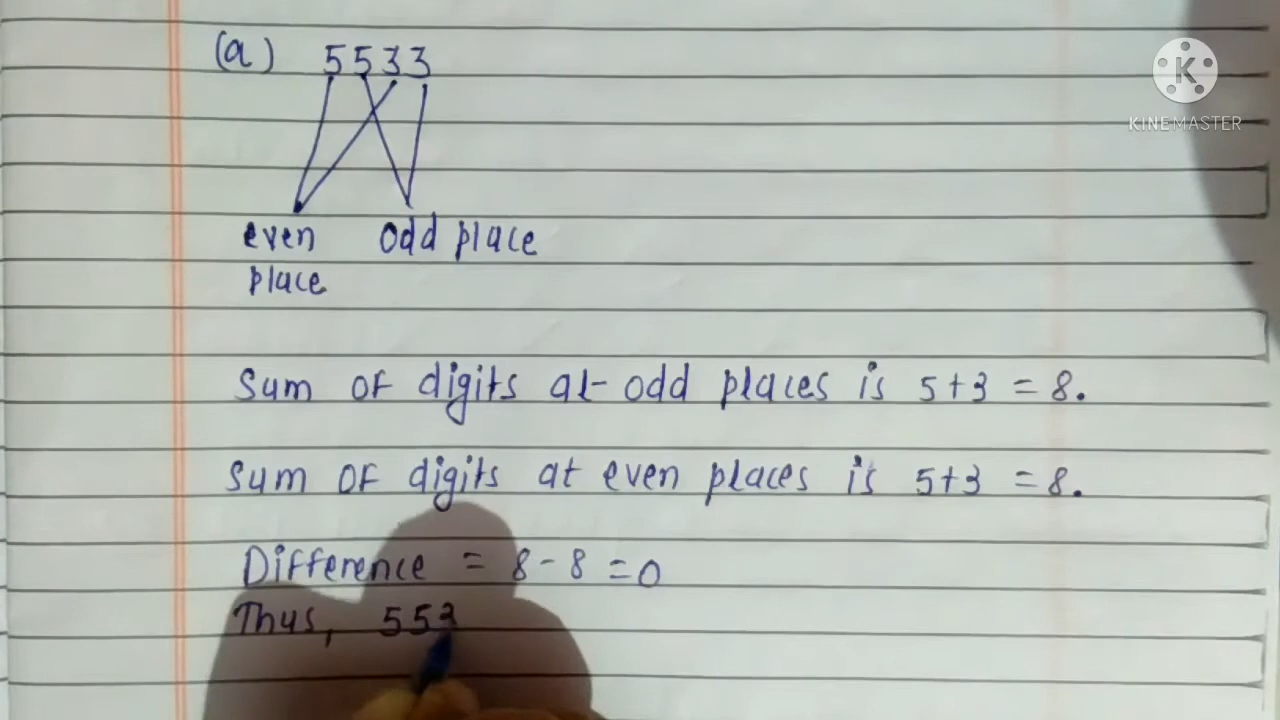 (a) 5533
even odd place
place
Sum of digits at odd places is 5+3 = 8.
Sum of digits at even places is 5+3 = 8.
Difference = 8-8 = 0
Thus, 553
K
KINEMASTER